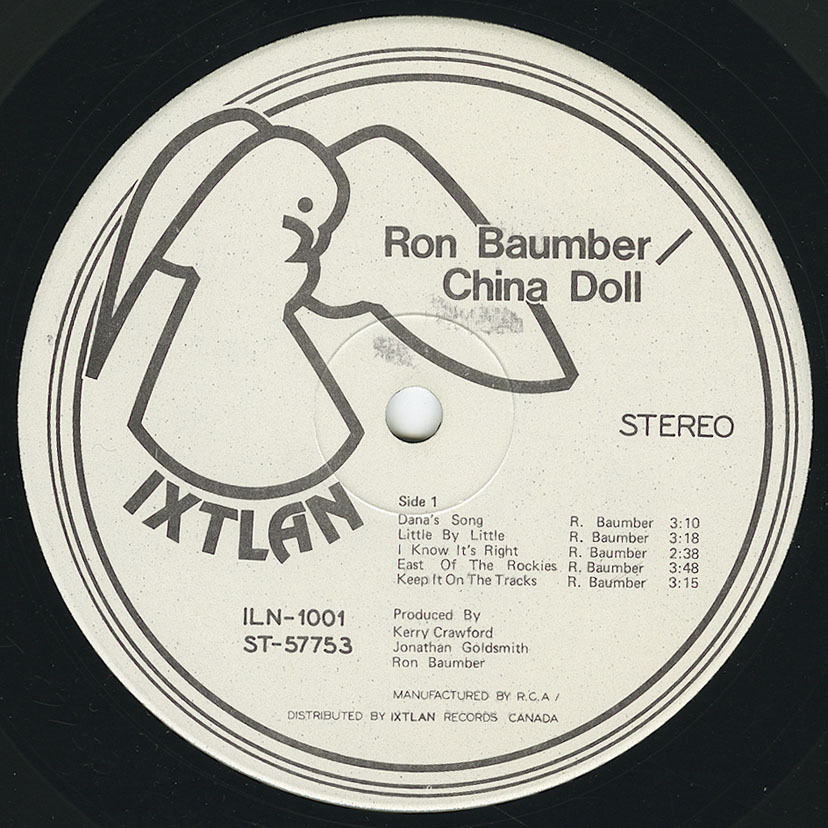 Ron Baumber /
China Doll
STEREO
IXTLAN
Side 1
Dana's Song R. Baumber 3:10
Little By Little R. Baumber 3:18
I Know It's Right R. Baumber 2:38
East Of The Rockies R. Baumber 3:48
Keep It On The Tracks R. Baumber 3:15
ILN-1001
ST-57753
Produced By
Kerry Crawford
Jonathan Goldsmith
Ron Baumber
MANUFACTURED BY R.C.A /
DISTRIBUTED BY IXTLAN RECORDS CANADA